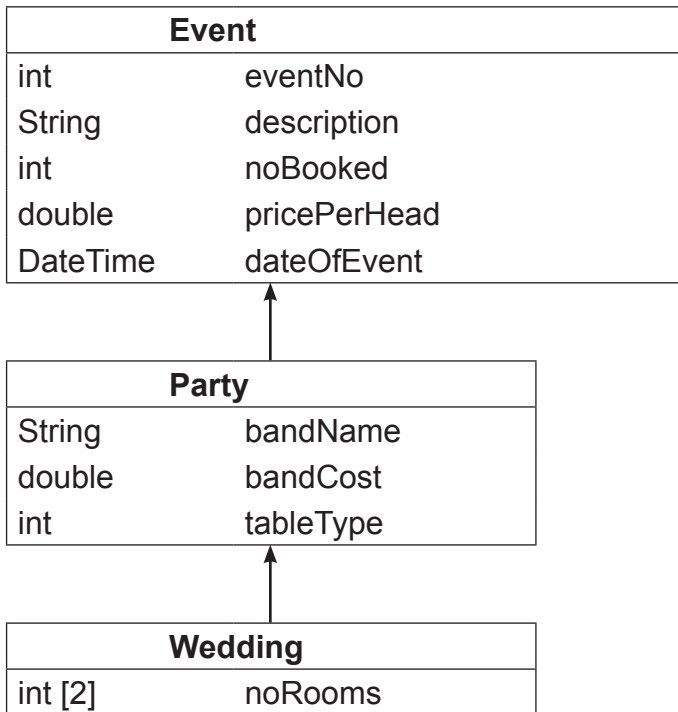 Event
int eventNo
String description
int noBooked
double pricePerHead
DateTime dateOfEvent
Party
String bandName
double bandCost
int tableType
Wedding
int [2] noRooms